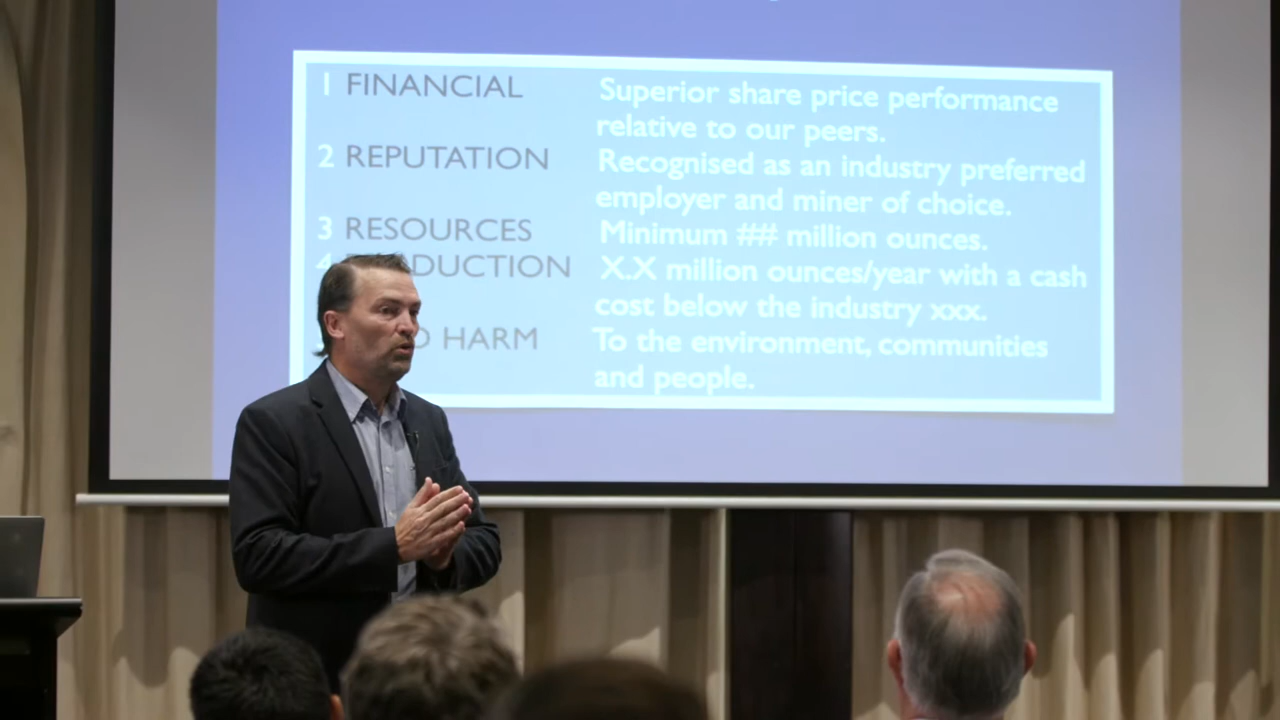 1 FINANCIAL Superior share price performance
relative to our peers.
2 REPUTATION Recognised as an industry preferred
employer and miner of choice.
3 RESOURCES Minimum ## million ounces.
X.X million ounces/year with a cash
cost below the industry xxx.
HARM To the environment, communities
and people.